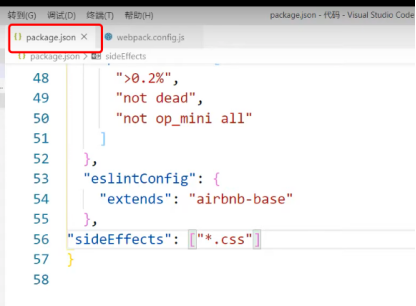 转到(G) 调试(D) 终端(T) 帮助(H) package.json - 代码 - Visual Studio Code
{} package.json × webpack.config.js
{} package.json > sideEffects
48 ">0.2%",
49 "not dead",
50 "not op_mini all"
51 ]
52 },
53 "eslintConfig": {
54 "extends": "airbnb-base"
55 },
56 "sideEffects": ["*.css"]
57 }
58